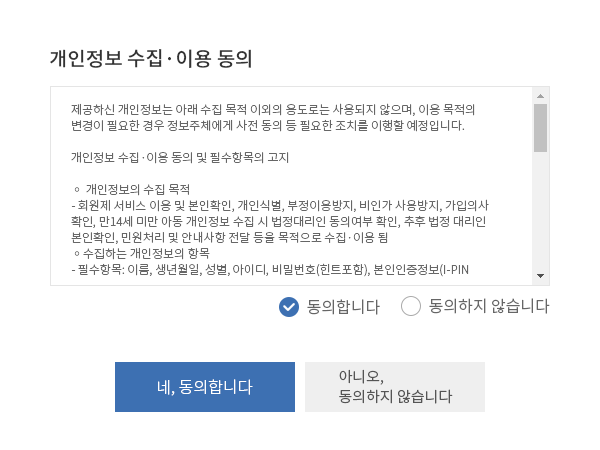 개인정보 수집·이용 동의
제공하신 개인정보는 아래 수집 목적 이외의 용도로는 사용되지 않으며, 이용 목적의
변경이 필요한 경우 정보주체에게 사전 동의 등 필요한 조치를 이행할 예정입니다.
개인정보 수집·이용 동의 및 필수항목의 고지
◦ 개인정보의 수집 목적
- 회원제 서비스 이용 및 본인확인, 개인식별, 부정이용방지, 비인가 사용방지, 가입의사
확인, 만14세 미만 아동 개인정보 수집 시 법정대리인 동의여부 확인, 추후 법정 대리인
본인확인, 민원처리 및 안내사항 전달 등을 목적으로 수집·이용 됨
◦수집하는 개인정보의 항목
- 필수항목: 이름, 생년월일, 성별, 아이디, 비밀번호(힌트포함), 본인인증정보(I-PIN
동의합니다 동의하지 않습니다
네, 동의합니다
아니오,
동의하지 않습니다